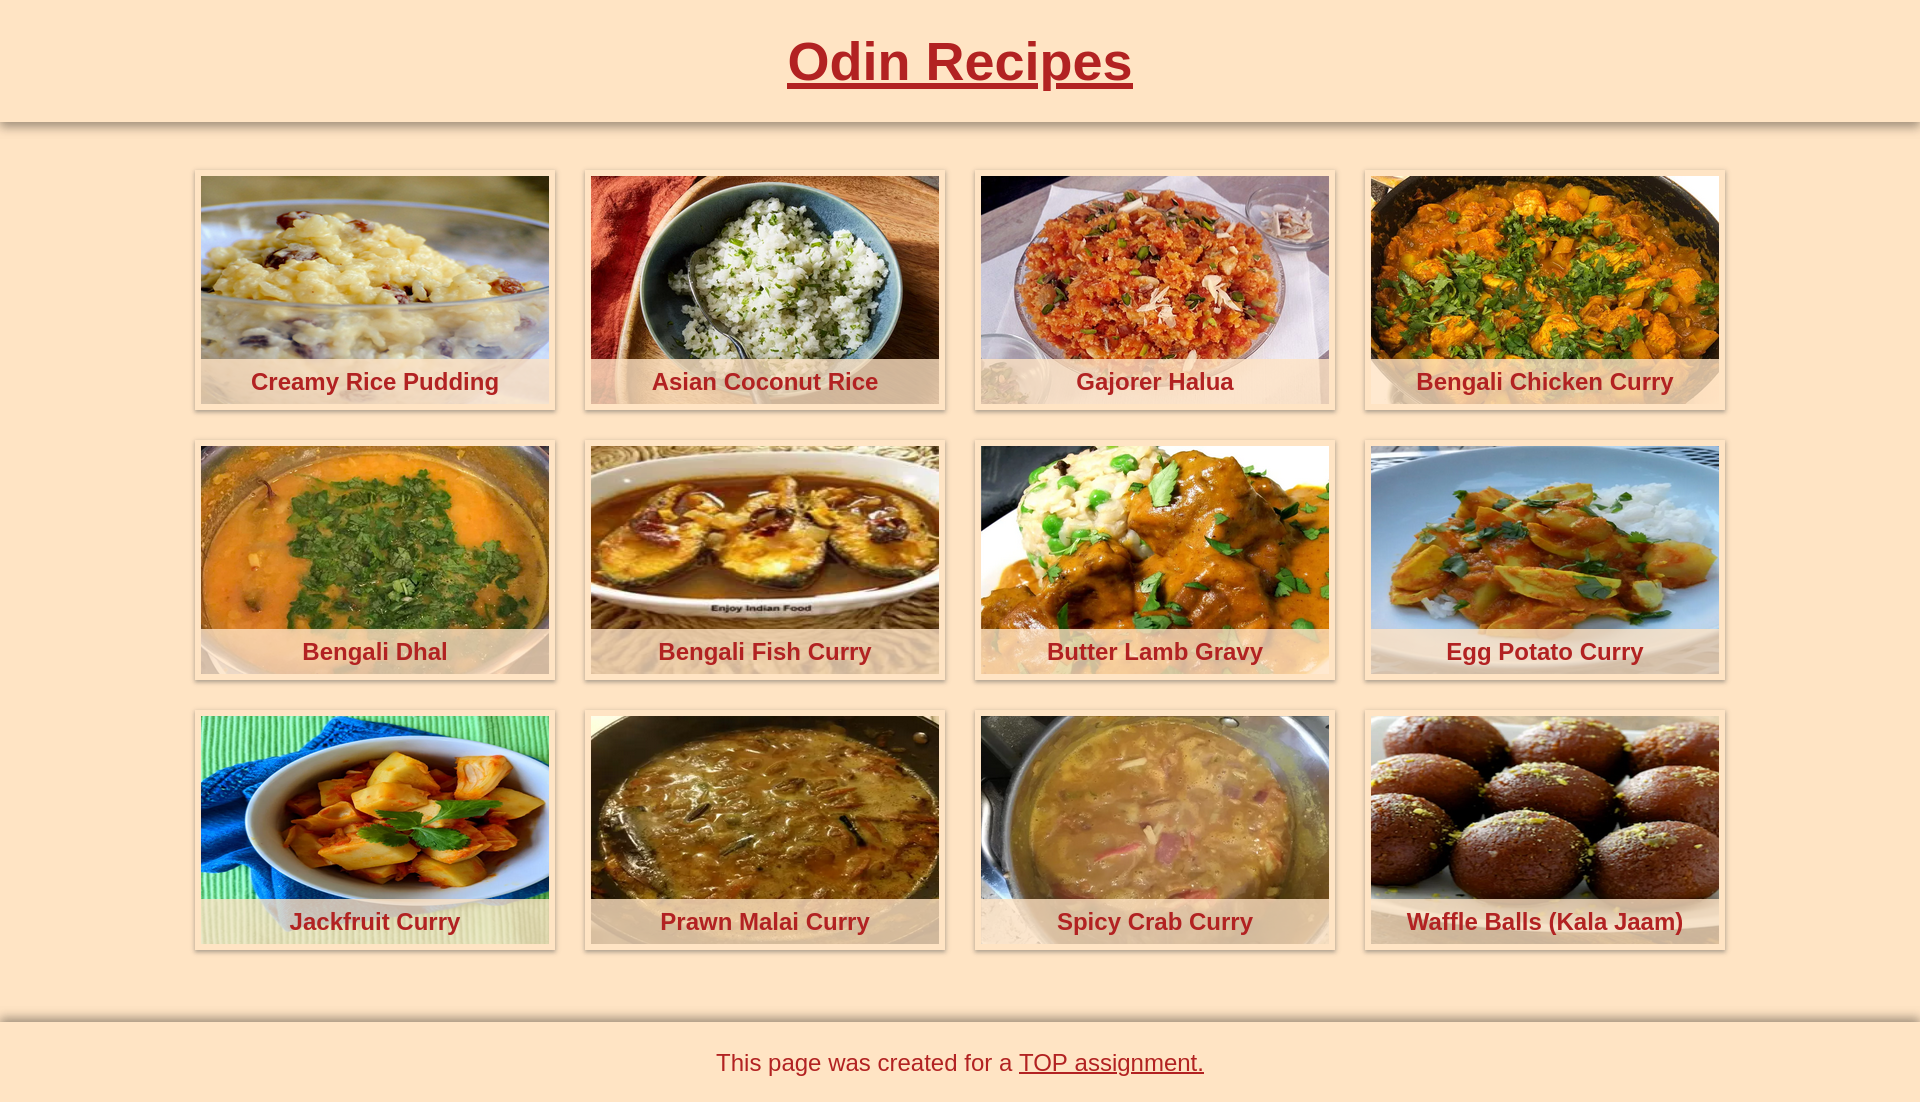 Odin Recipes
Creamy Rice Pudding
Asian Coconut Rice
Gajorer Halua
Bengali Chicken Curry
Bengali Dhal
Enjoy Indian Food
Bengali Fish Curry
Butter Lamb Gravy
Egg Potato Curry
Jackfruit Curry
Prawn Malai Curry
Spicy Crab Curry
Waffle Balls (Kala Jaam)
This page was created for a TOP assignment.